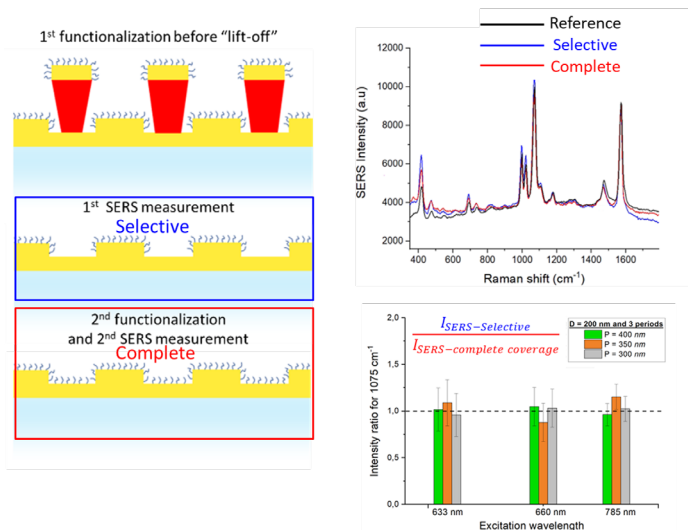 1st functionalization before "lift-off"
1st SERS measurement
Selective
2nd functionalization
and 2nd SERS measurement
Complete
Reference
Selective
Complete
SERS Intensity (a.u)
12000
10000
8000
6000
4000
2000
400 600 800 1000 1200 1400 1600
Raman shift (cm-1)
Intensity ratio for 1075 cm-1
2,0
1,5
1,0
0,5
0,0
I SERS−Selective
I SERS−complete coverage
D = 200 nm and 3 periods
P = 400 nm
P = 350 nm
P = 300 nm
633 nm 660 nm 785 nm
Excitation wavelength